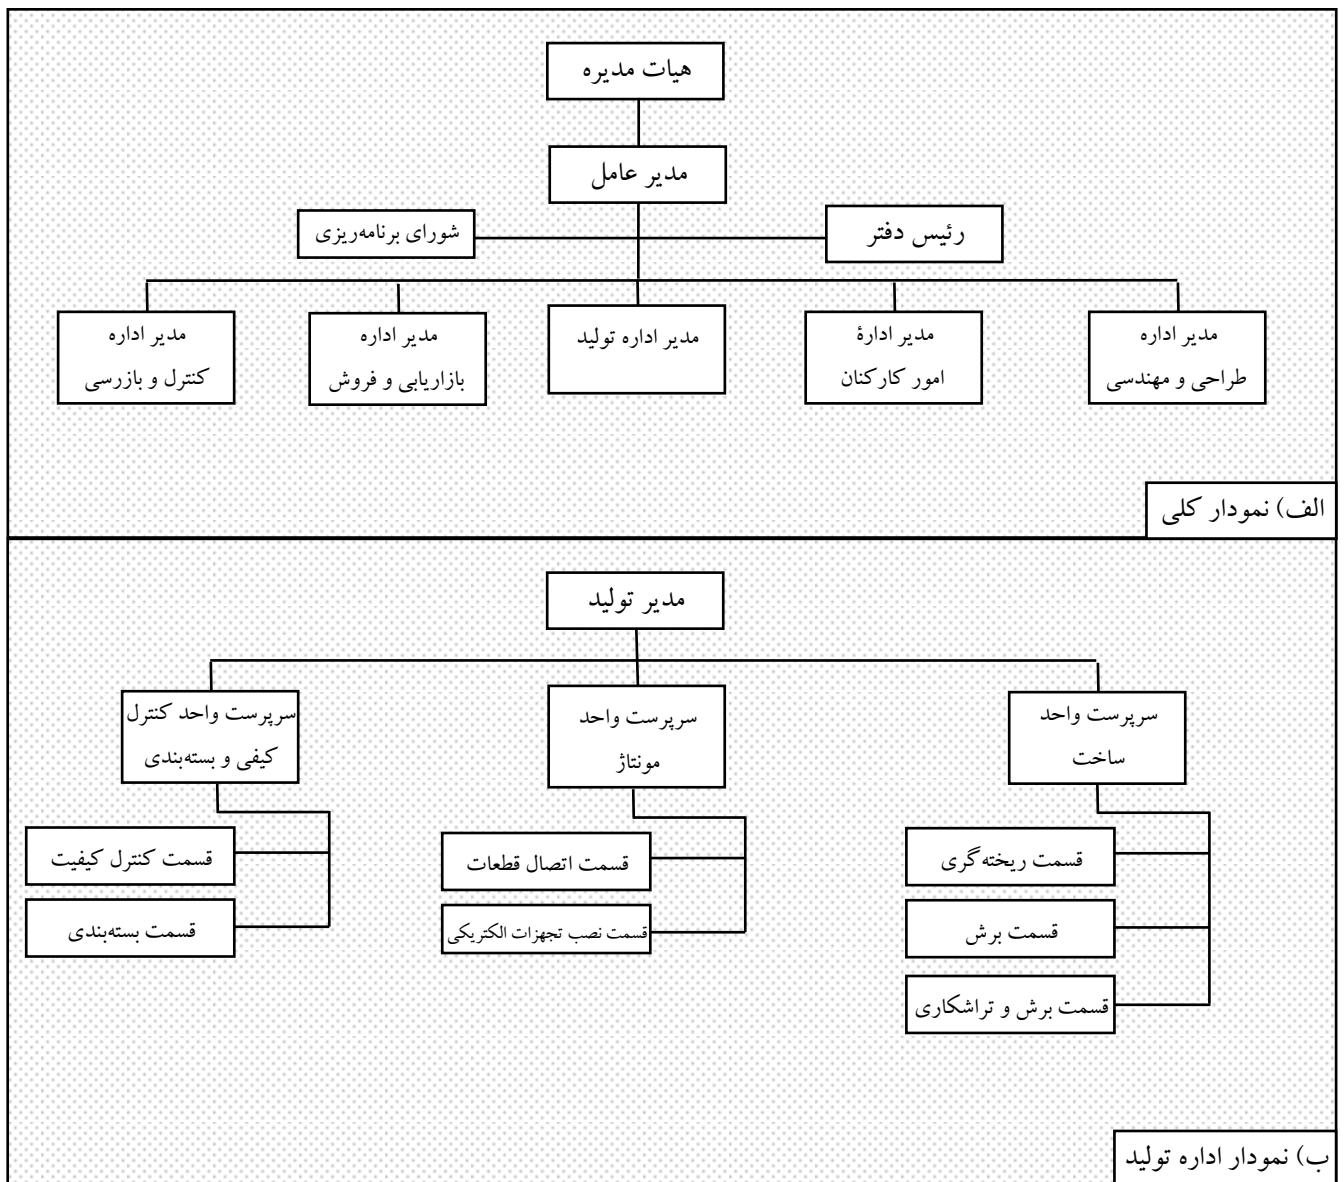 هیات مدیره
مدیر عامل
رئیس دفتر
شورای برنامه‌ریزی
مدیر اداره
طراحی و مهندسی
مدیر ادارهٔ
امور کارکنان
مدیر اداره تولید
مدیر اداره
بازاریابی و فروش
مدیر اداره
کنترل و بازرسی
الف) نمودار کلی
مدیر تولید
سرپرست واحد
ساخت
سرپرست واحد
مونتاژ
سرپرست واحد کنترل
کیفی و بسته‌بندی
قسمت ریخته‌گری
قسمت برش
قسمت برش و تراشکاری
قسمت اتصال قطعات
قسمت نصب تجهزات الکتریکی
قسمت کنترل کیفیت
قسمت بسته‌بندی
ب) نمودار اداره تولید